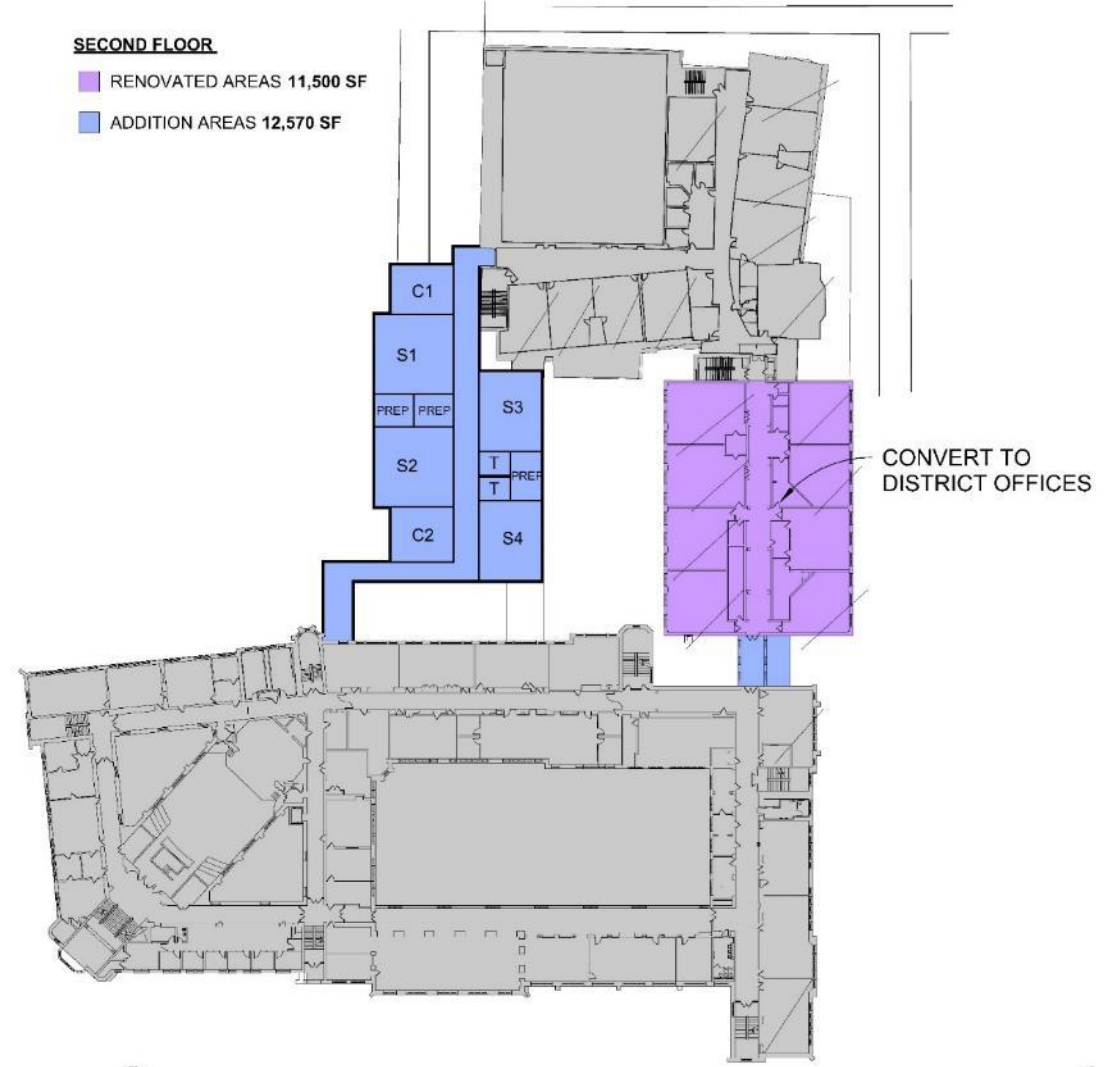 SECOND FLOOR
RENOVATED AREAS 11,500 SF
ADDITION AREAS 12,570 SF
C1
S1
PREP PREP
S2
C2
S3
T
PREP
T
S4
CONVERT TO
DISTRICT OFFICES